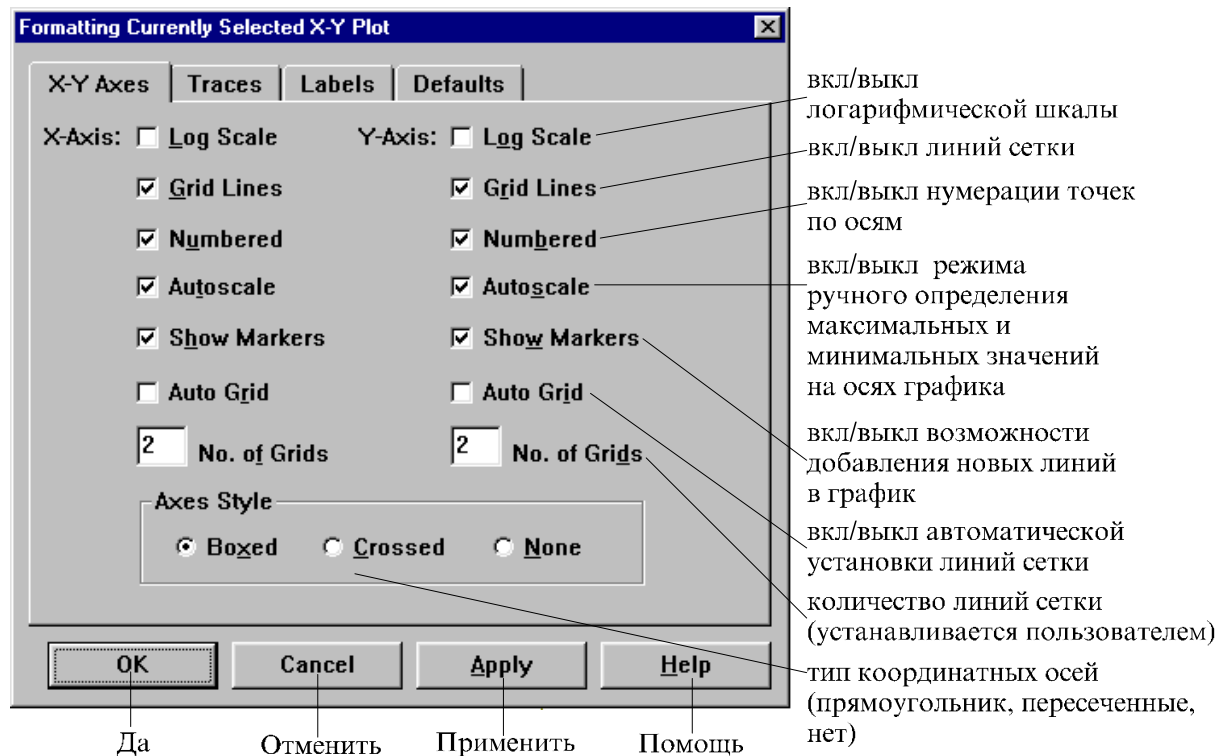 Formatting Currently Selected X-Y Plot
X-Y Axes Traces Labels Defaults
X-Axis: Log Scale Y-Axis: Log Scale
Grid Lines Grid Lines
Numbered Numbered
Autoscale Autoscale
Show Markers Show Markers
Auto Grid Auto Grid
2 No. of Grids 2 No. of Grids
Axes Style
Boxed Crossed None
OK Cancel Apply Help
Да Отменить Применить Помощь
вкл/выкл
логарифмической шкалы
вкл/выкл линий сетки
вкл/выкл нумерации точек
по осям
вкл/выкл режима
ручного определения
максимальных и
минимальных значений
на осях графика
вкл/выкл возможности
добавления новых линий
в график
вкл/выкл автоматической
установки линий сетки
количество линий сетки
(устанавливается пользователем)
тип координатных осей
(прямоугольник, пересеченные,
нет)